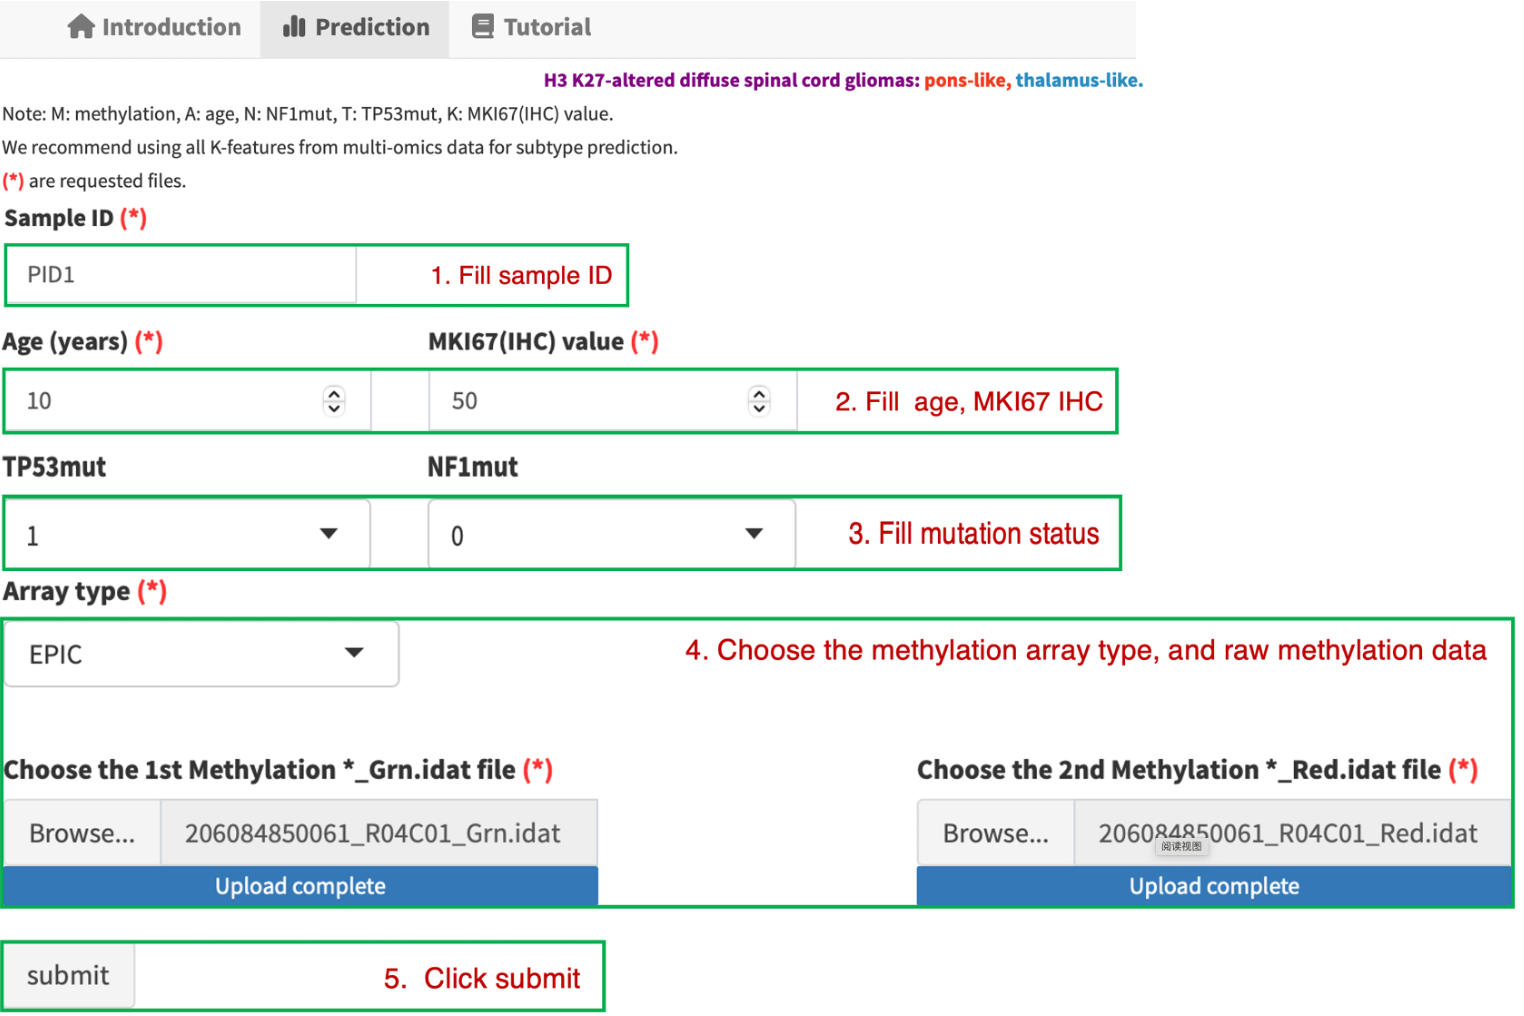 Introduction Prediction Tutorial
H3 K27-altered diffuse spinal cord gliomas: pons-like, thalamus-like.
Note: M: methylation, A: age, N: NF1mut, T: TP53mut, K: MKI67(IHC) value.
We recommend using all K-features from multi-omics data for subtype prediction.
(*) are requested files.
Sample ID (*)
PID1 1. Fill sample ID
Age (years) (*) MKI67(IHC) value (*)
10 50 2. Fill age, MKI67 IHC
TP53mut NF1mut
1 0 3. Fill mutation status
Array type (*)
EPIC 4. Choose the methylation array type, and raw methylation data
Choose the 1st Methylation *_Grn.idat file (*) Choose the 2nd Methylation *_Red.idat file (*)
Browse... 206084850061_R04C01_Grn.idat Browse... 206084850061_R04C01_Red.idat
阅读视图
Upload complete Upload complete
submit 5. Click submit